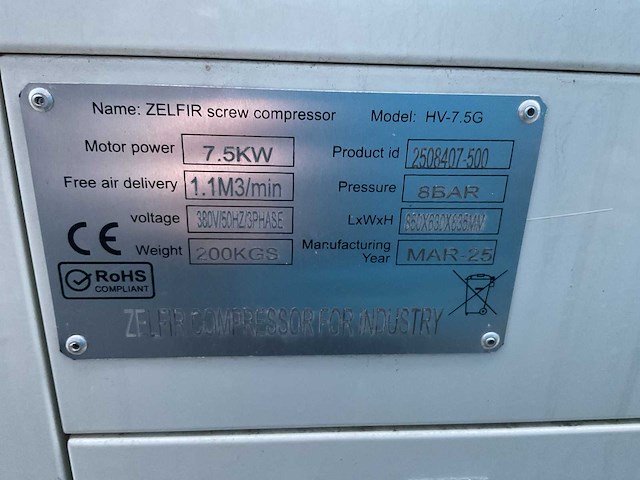 Name: ZELFIR screw compressor Model: HV-7.5G
Motor power 7.5KW Product id 2508407-500
Free air delivery 1.1M3/min Pressure 8BAR
voltage 380V/50HZ/3PHASE LxWxH
Weight 200KGS Manufacturing Year MAR-25
CE
RoHS
COMPLIANT
ZELFIR COMPRESSOR FOR INDUSTRY